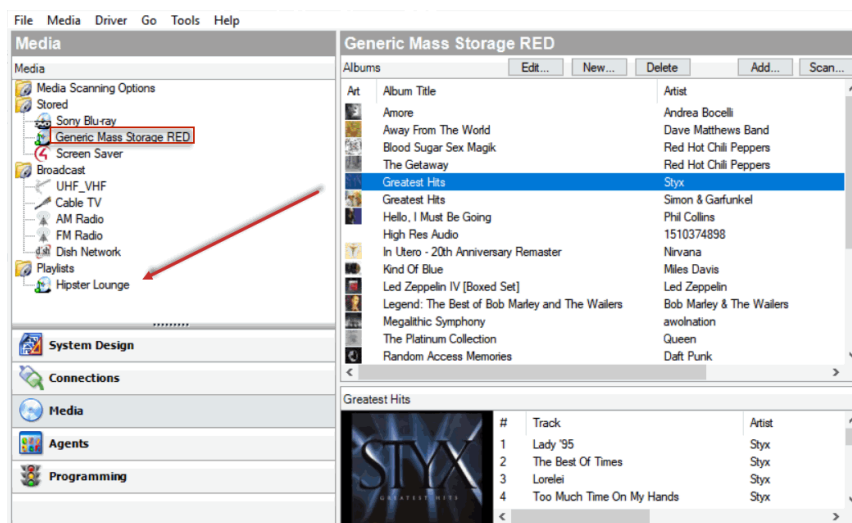 File Media Driver Go Tools Help
Media
Media
Media Scanning Options
Stored
Sony Blu-ray
Generic Mass Storage RED
Screen Saver
Broadcast
UHF_VHF
Cable TV
AM Radio
FM Radio
dish Dish Network
Playlists
Hipster Lounge
System Design
Connections
Media
Agents
Programming
Generic Mass Storage RED
Albums Edit... New... Delete Add... Scan...
Art Album Title Artist
Amore Andrea Bocelli
Away From The World Dave Matthews Band
Blood Sugar Sex Magik Red Hot Chili Peppers
The Getaway Red Hot Chili Peppers
Greatest Hits Styx
Greatest Hits Simon & Garfunkel
Hello, I Must Be Going Phil Collins
High Res Audio 1510374898
In Utero - 20th Anniversary Remaster Nirvana
Kind Of Blue Miles Davis
Led Zeppelin IV [Boxed Set] Led Zeppelin
Legend: The Best of Bob Marley and The Wailers Bob Marley & The Wailers
Megalithic Symphony awolnation
The Platinum Collection Queen
Random Access Memories Daft Punk
Greatest Hits
STYX
GREATEST HITS
# Track Artist
1 Lady '95 Styx
2 The Best Of Times Styx
3 Lorelei Styx
4 Too Much Time On My Hands Styx